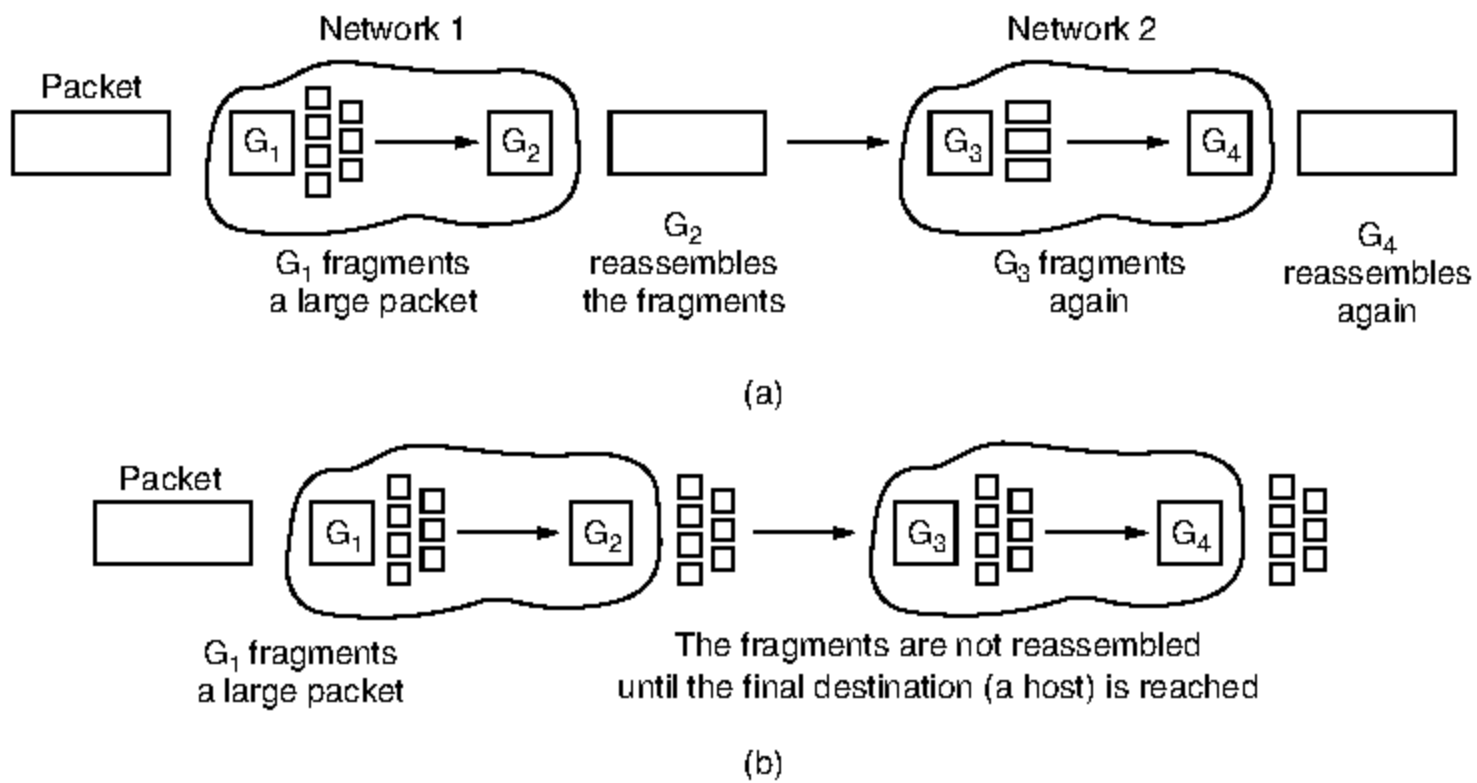 Network 1
Network 2
Packet
G₁
G₂
G₃
G₄
G₁ fragments
a large packet
G₂
reassembles
the fragments
G₃ fragments
again
G₄
reassembles
again
(a)
Packet
G₁
G₂
G₃
G₄
G₁ fragments
a large packet
The fragments are not reassembled
until the final destination (a host) is reached
(b)